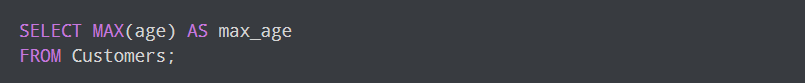 SELECT MAX(age) AS max_age
FROM Customers;